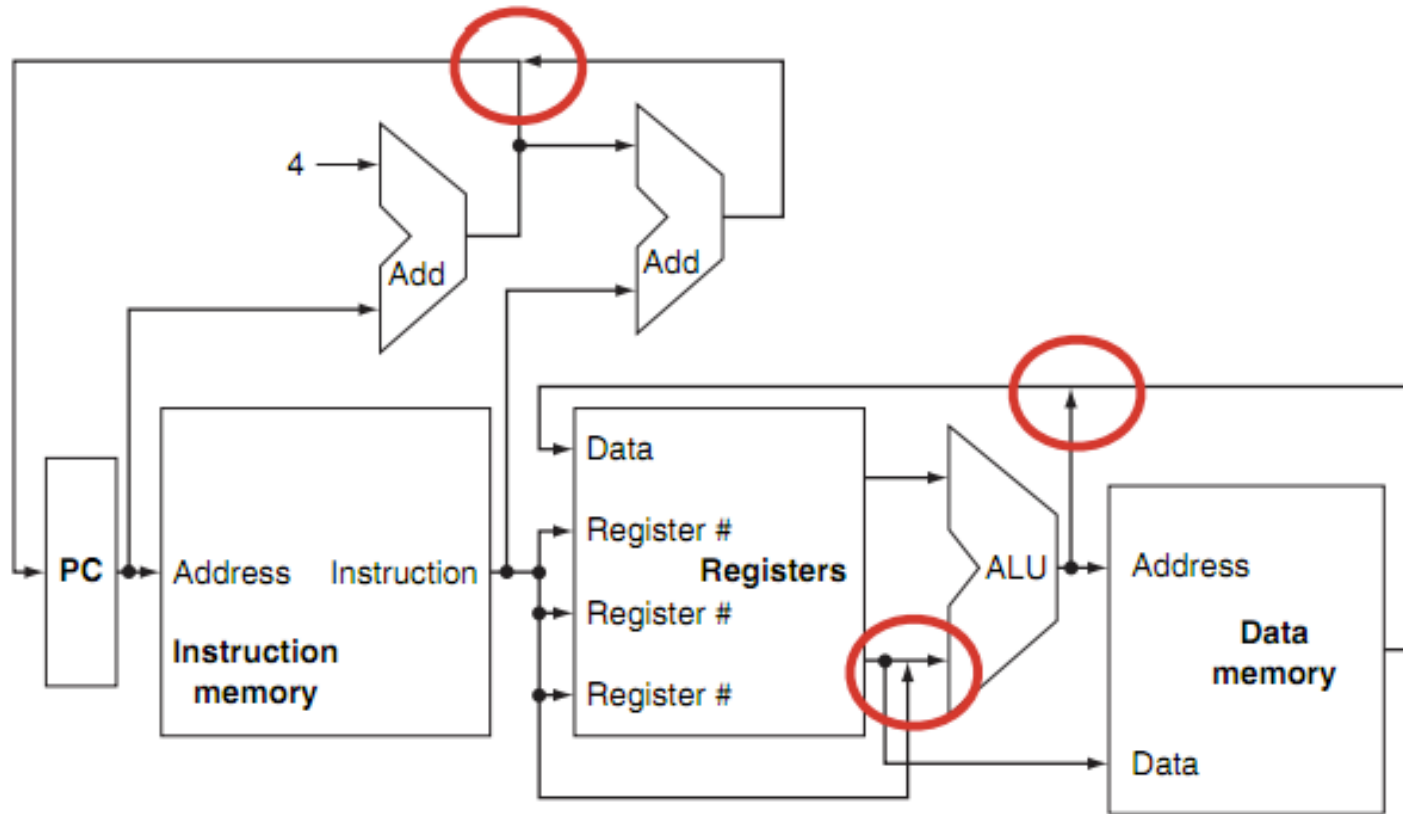 4
Add
Add
Data
Register #
PC
Address
Instruction
Registers
ALU
Address
Register #
Instruction
memory
Data
memory
Register #
Data